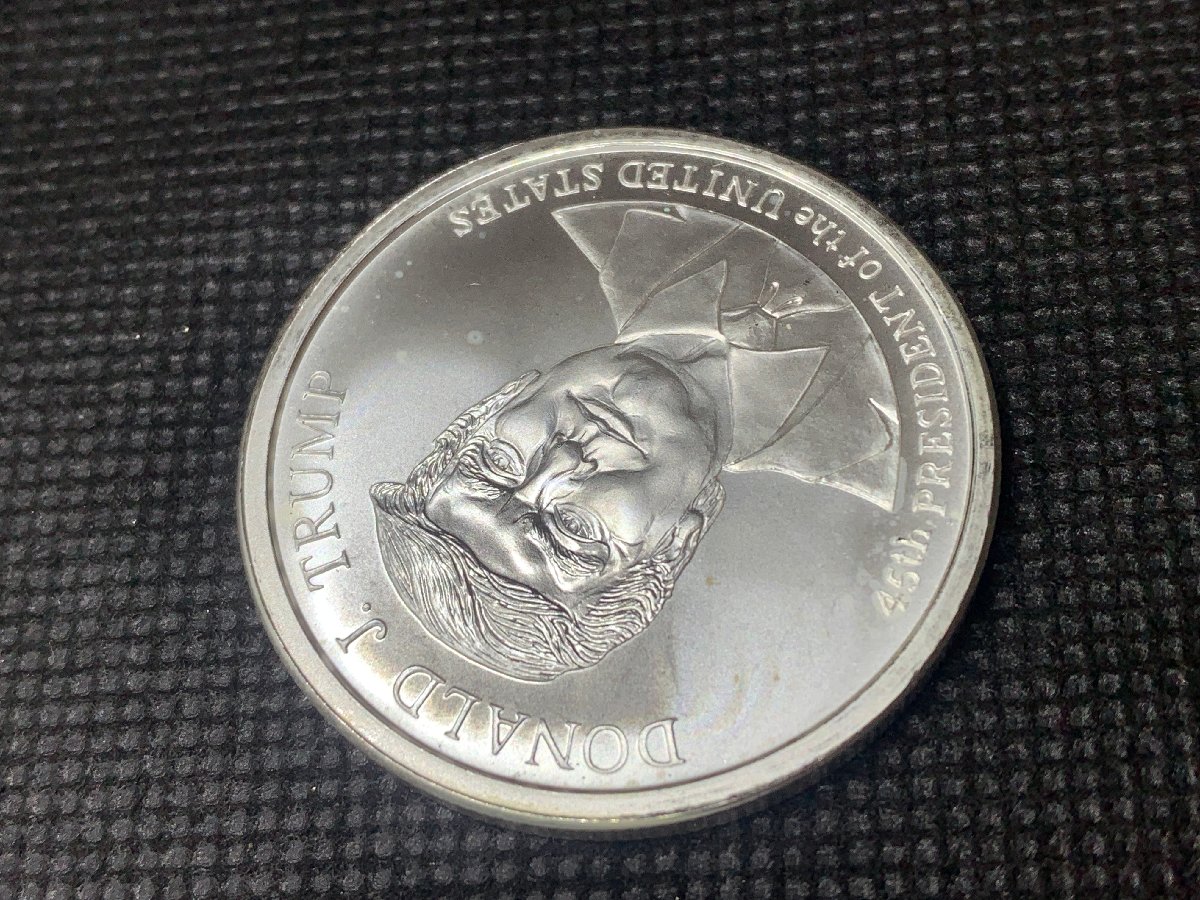 DONALD J. TRUMP
45th PRESIDENT of the UNITED STATES